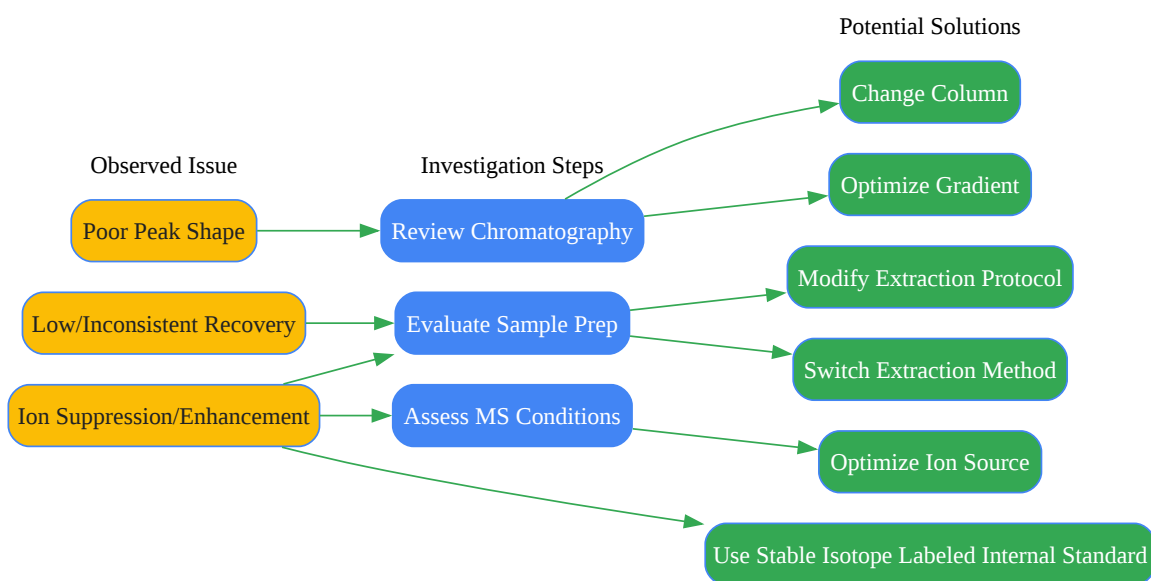 Potential Solutions
Change Column
Observed Issue
Investigation Steps
Optimize Gradient
Poor Peak Shape
Review Chromatography
Modify Extraction Protocol
Low/Inconsistent Recovery
Evaluate Sample Prep
Switch Extraction Method
Ion Suppression/Enhancement
Assess MS Conditions
Optimize Ion Source
Use Stable Isotope Labeled Internal Standard